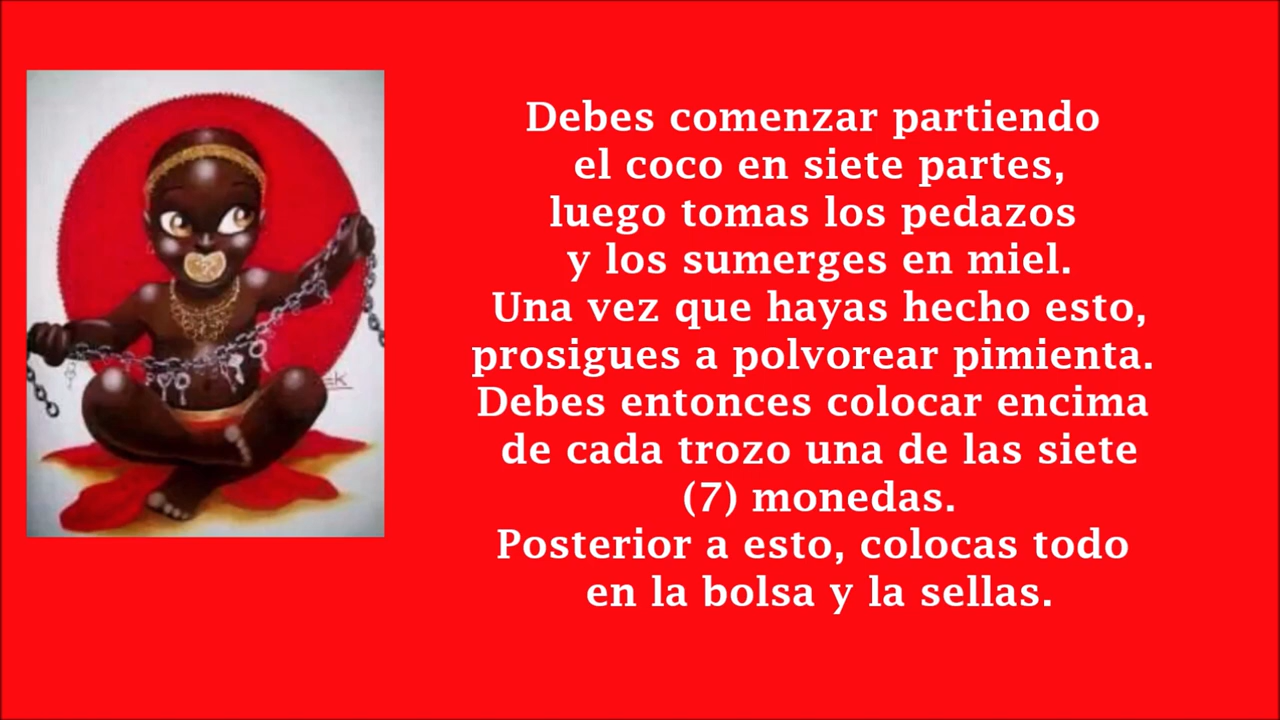 Debes comenzar partiendo
el coco en siete partes,
luego tomas los pedazos
y los sumerges en miel.
Una vez que hayas hecho esto,
prosigues a polvorear pimienta.
Debes entonces colocar encima
de cada trozo una de las siete
(7) monedas.
Posterior a esto, colocas todo
en la bolsa y la sellas.